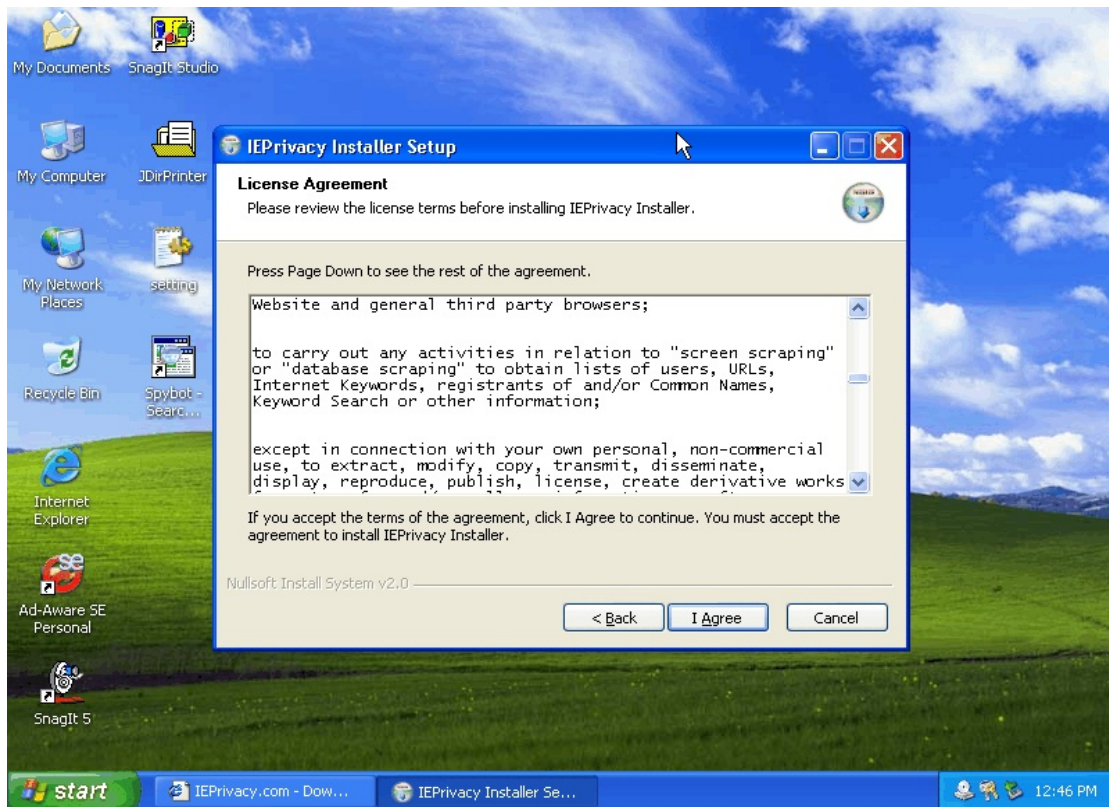 My Documents
SnagIt Studio
My Computer
JDirPrinter
My Network
Places
setting
Recycle Bin
Spybot -
Searc...
Internet
Explorer
Ad-Aware SE
Personal
SnagIt 5
IEPrivacy Installer Setup
License Agreement
Please review the license terms before installing IEPrivacy Installer.
Press Page Down to see the rest of the agreement.
Website and general third party browsers;
to carry out any activities in relation to "screen scraping"
or "database scraping" to obtain lists of users, URLs,
Internet Keywords, registrants of and/or Common Names,
Keyword Search or other information;
except in connection with your own personal, non-commercial
use, to extract, modify, copy, transmit, disseminate,
display, reproduce, publish, license, create derivative works
If you accept the terms of the agreement, click I Agree to continue. You must accept the
agreement to install IEPrivacy Installer.
Nullsoft Install System v2.0
< Back
I Agree
Cancel
start
IEPrivacy.com - Dow...
IEPrivacy Installer Se...
12:46 PM